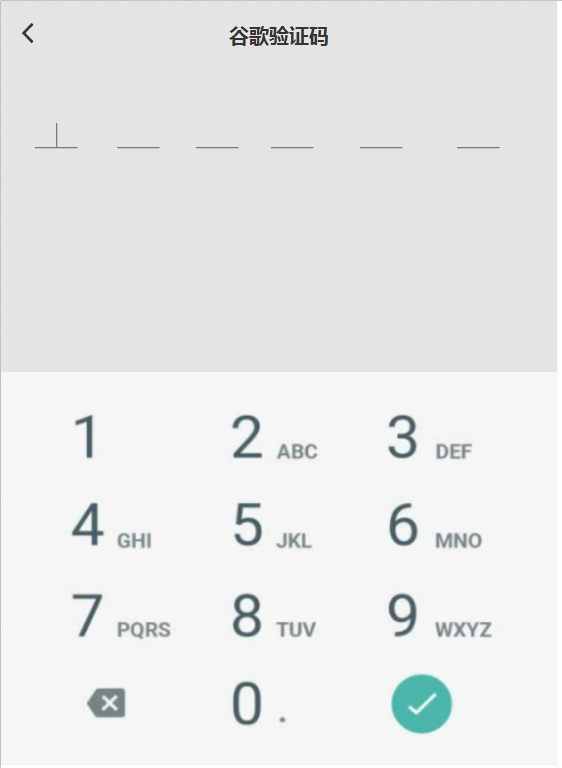 谷歌验证码
1 2 ABC 3 DEF
4 GHI 5 JKL 6 MNO
7 PQRS 8 TUV 9 WXYZ
0 .